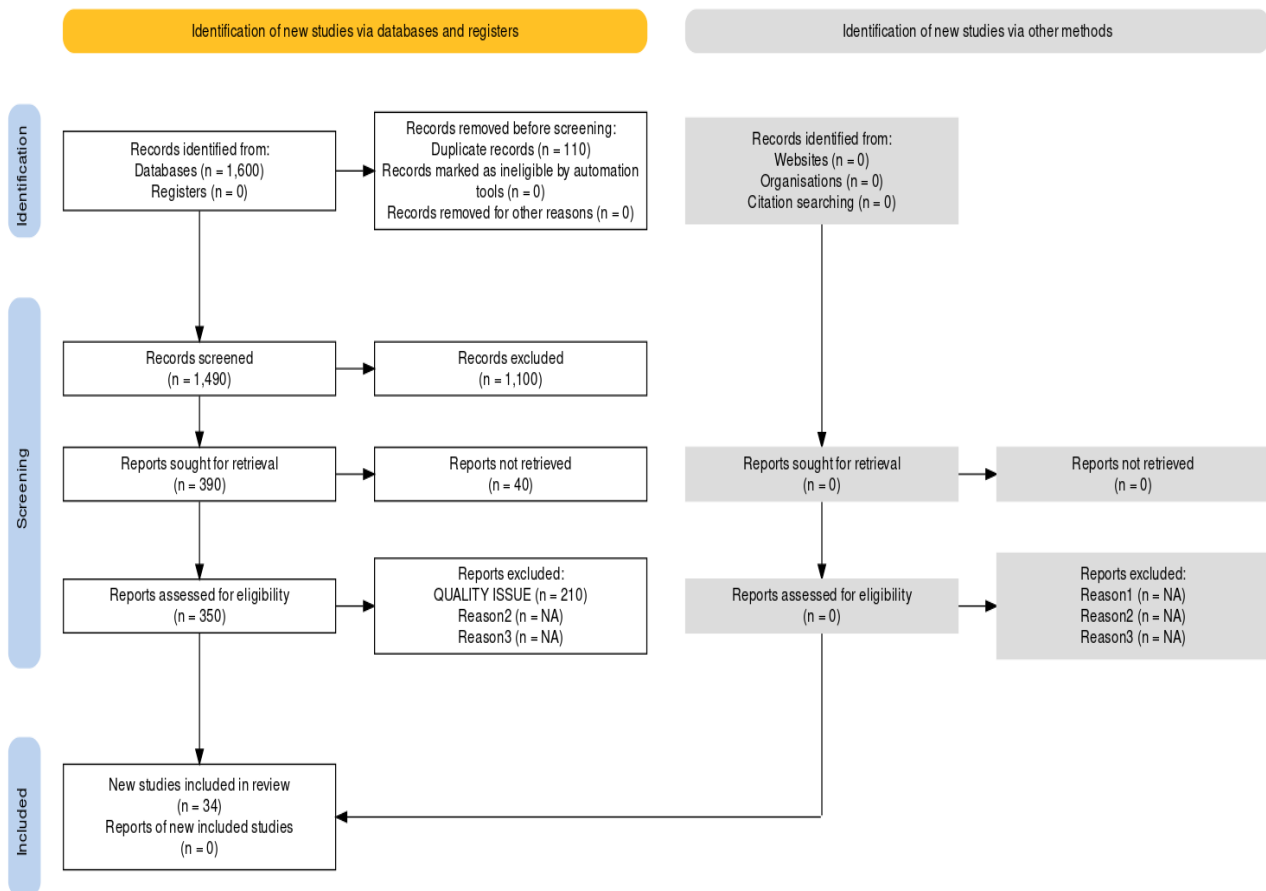 Identification of new studies via databases and registers
Identification of new studies via other methods
Identification
Records identified from:
Databases (n = 1,600)
Registers (n = 0)
Records removed before screening:
Duplicate records (n = 110)
Records marked as ineligible by automation
tools (n = 0)
Records removed for other reasons (n = 0)
Records identified from:
Websites (n = 0)
Organisations (n = 0)
Citation searching (n = 0)
Screening
Records screened
(n = 1,490)
Records excluded
(n = 1,100)
Reports sought for retrieval
(n = 390)
Reports not retrieved
(n = 40)
Reports sought for retrieval
(n = 0)
Reports not retrieved
(n = 0)
Reports assessed for eligibility
(n = 350)
Reports excluded:
QUALITY ISSUE (n = 210)
Reason2 (n = NA)
Reason3 (n = NA)
Reports assessed for eligibility
(n = 0)
Reports excluded:
Reason1 (n = NA)
Reason2 (n = NA)
Reason3 (n = NA)
Included
New studies included in review
(n = 34)
Reports of new included studies
(n = 0)